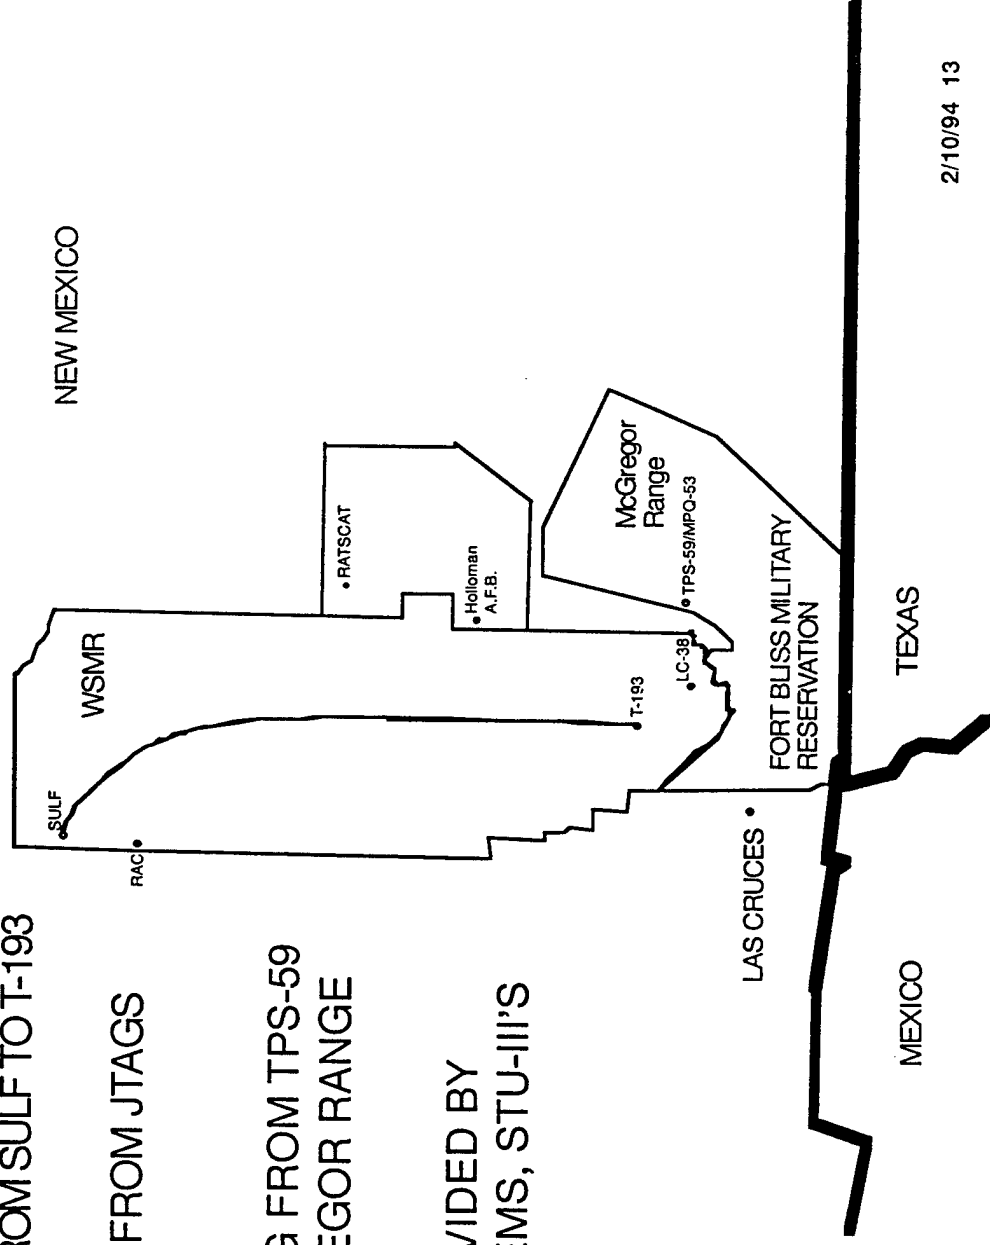 ROM SULF TO T-193
FROM JTAGS
G FROM TPS-59
EGOR RANGE
VIDED BY
EMS, STU-III'S
NEW MEXICO
WSMR
SULF
RAC
RATSCAT
Holloman
A.F.B.
McGregor
Range
TPS-59/MPQ-53
LC-38
T-193
FORT BLISS MILITARY
RESERVATION
LAS CRUCES
MEXICO
TEXAS
2/10/94 13